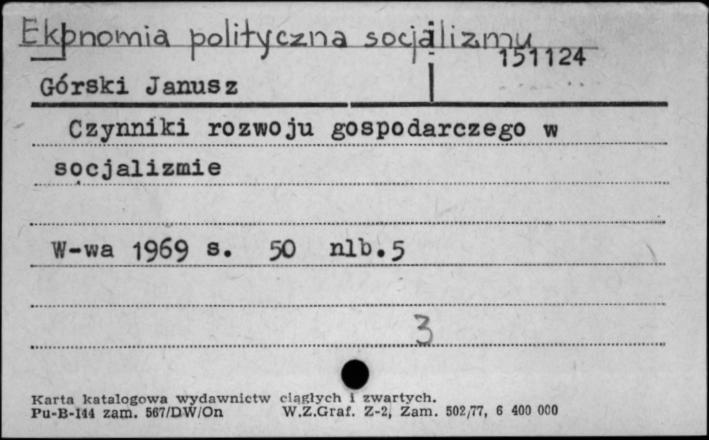 Ekonomia polityczna socjalizmu
151124
Górski Janusz
Czynniki rozwoju gospodarczego w
socjalizmie
W-wa 1969 s. 50 nlb.5
3
Karta katalogowa wydawnictw ciągłych i zwartych.
Pu-B-144 zam. 567/DW/On W.Z.Graf. Z-2, Zam. 502/77, 6 400 000